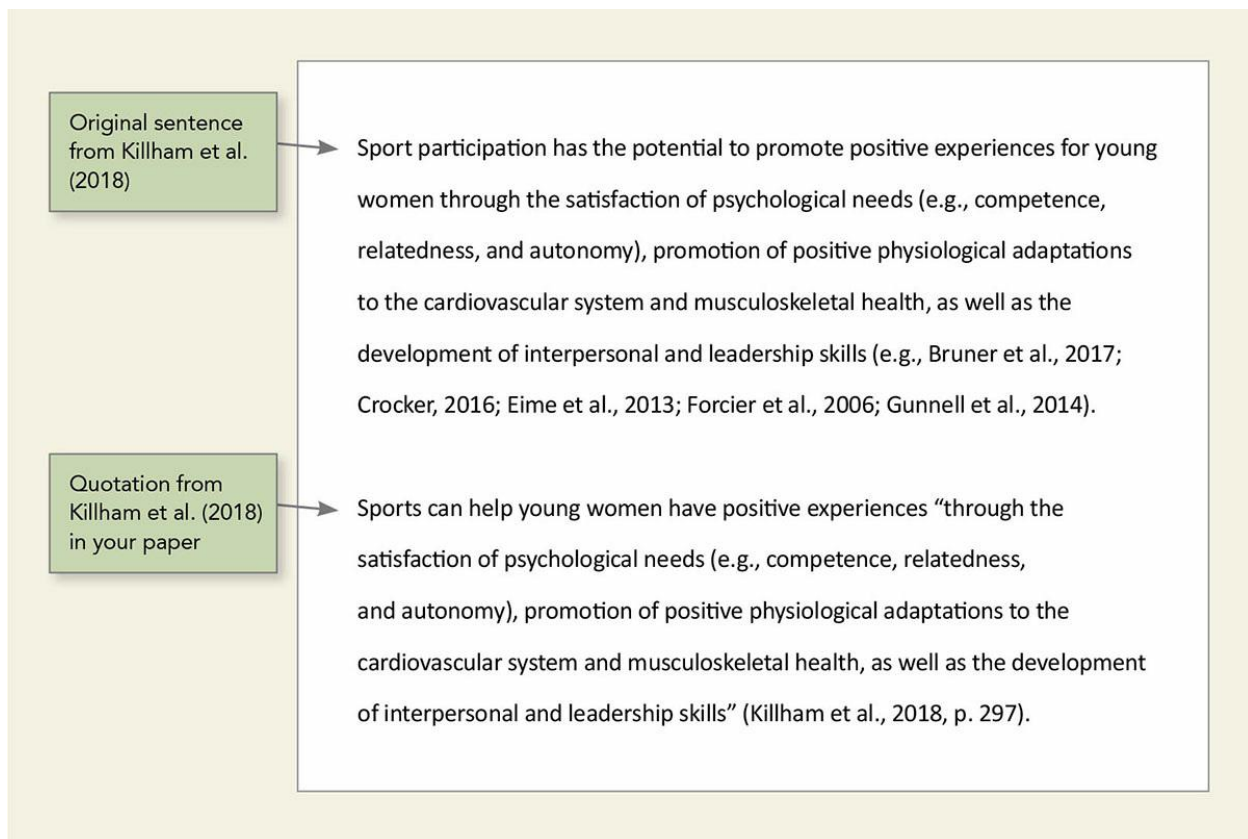 Original sentence
from Killham et al.
(2018)
Sport participation has the potential to promote positive experiences for young
women through the satisfaction of psychological needs (e.g., competence,
relatedness, and autonomy), promotion of positive physiological adaptations
to the cardiovascular system and musculoskeletal health, as well as the
development of interpersonal and leadership skills (e.g., Bruner et al., 2017;
Crocker, 2016; Eime et al., 2013; Forcier et al., 2006; Gunnell et al., 2014).
Quotation from
Killham et al. (2018)
in your paper
Sports can help young women have positive experiences “through the
satisfaction of psychological needs (e.g., competence, relatedness,
and autonomy), promotion of positive physiological adaptations to the
cardiovascular system and musculoskeletal health, as well as the development
of interpersonal and leadership skills” (Killham et al., 2018, p. 297).